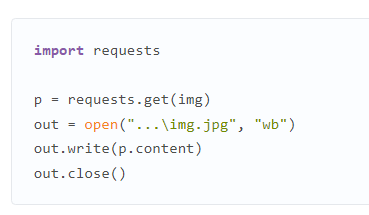 import requests
p = requests.get(img)
out = open("...\img.jpg", "wb")
out.write(p.content)
out.close()